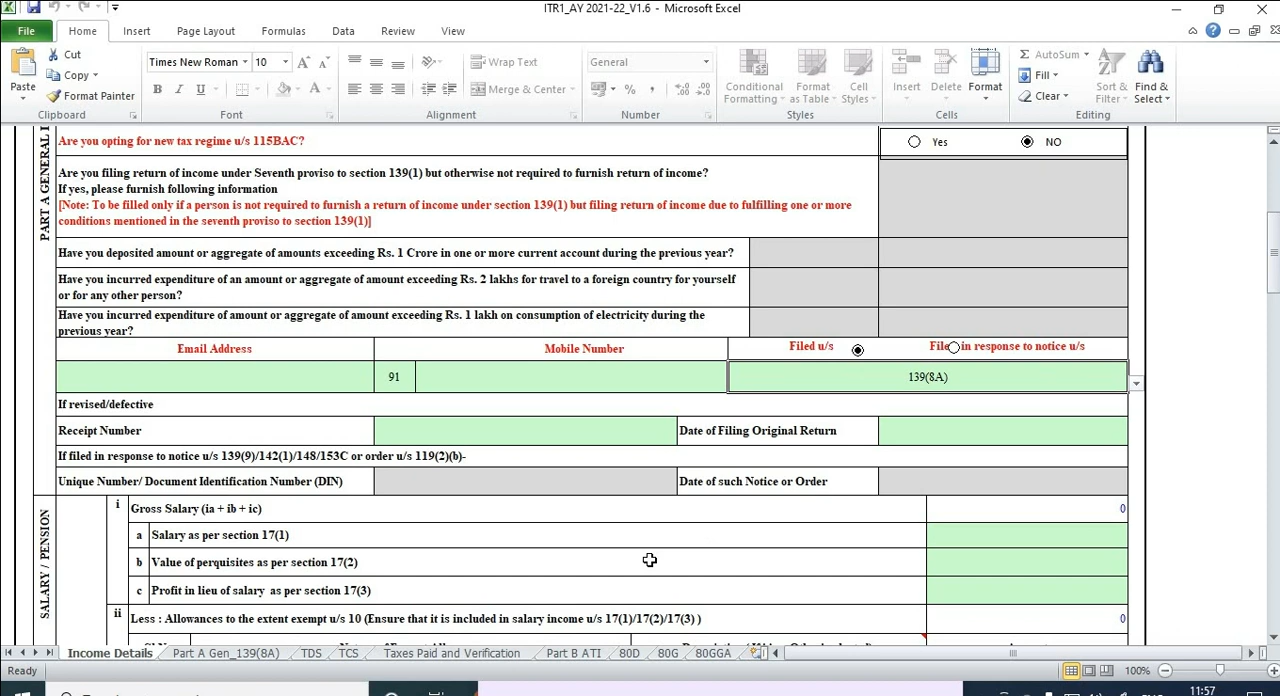 ITR1_AY 2021-22_V1.6 - Microsoft Excel
File Home Insert Page Layout Formulas Data Review View
Paste
Cut
Copy
Format Painter
Clipboard
Times New Roman 10
B I U A
Font
Wrap Text
Merge & Center
Alignment
General
%
Number
Conditional Formatting
Format as Table
Cell Styles
Styles
Insert
Delete
Format
Cells
Σ AutoSum
Fill
Clear
Sort & Filter
Find & Select
Editing
PART A GENERAL I
Are you opting for new tax regime u/s 115BAC?
Yes NO
Are you filing return of income under Seventh proviso to section 139(1) but otherwise not required to furnish return of income?
If yes, please furnish following information
[Note: To be filled only if a person is not required to furnish a return of income under section 139(1) but filing return of income due to fulfilling one or more
conditions mentioned in the seventh proviso to section 139(1)]
Have you deposited amount or aggregate of amounts exceeding Rs. 1 Crore in one or more current account during the previous year?
Have you incurred expenditure of an amount or aggregate of amount exceeding Rs. 2 lakhs for travel to a foreign country for yourself
or for any other person?
Have you incurred expenditure of amount or aggregate of amount exceeding Rs. 1 lakh on consumption of electricity during the
previous year?
Email Address Mobile Number Filed u/s in response to notice u/s
91 139(8A)
If revised/defective
Receipt Number Date of Filing Original Return
If filed in response to notice u/s 139(9)/142(1)/148/153C or order u/s 119(2)(b)-
Unique Number/ Document Identification Number (DIN) Date of such Notice or Order
SALARY / PENSION
i Gross Salary (ia + ib + ic) 0
a Salary as per section 17(1)
b Value of perquisites as per section 17(2)
c Profit in lieu of salary as per section 17(3)
ii Less : Allowances to the extent exempt u/s 10 (Ensure that it is included in salary income u/s 17(1)/17(2)/17(3) ) 0
Income Details Part A Gen_139(8A) TDS TCS Taxes Paid and Verification Part B ATI 80D 80G 80GGA
Ready 100%
11:57